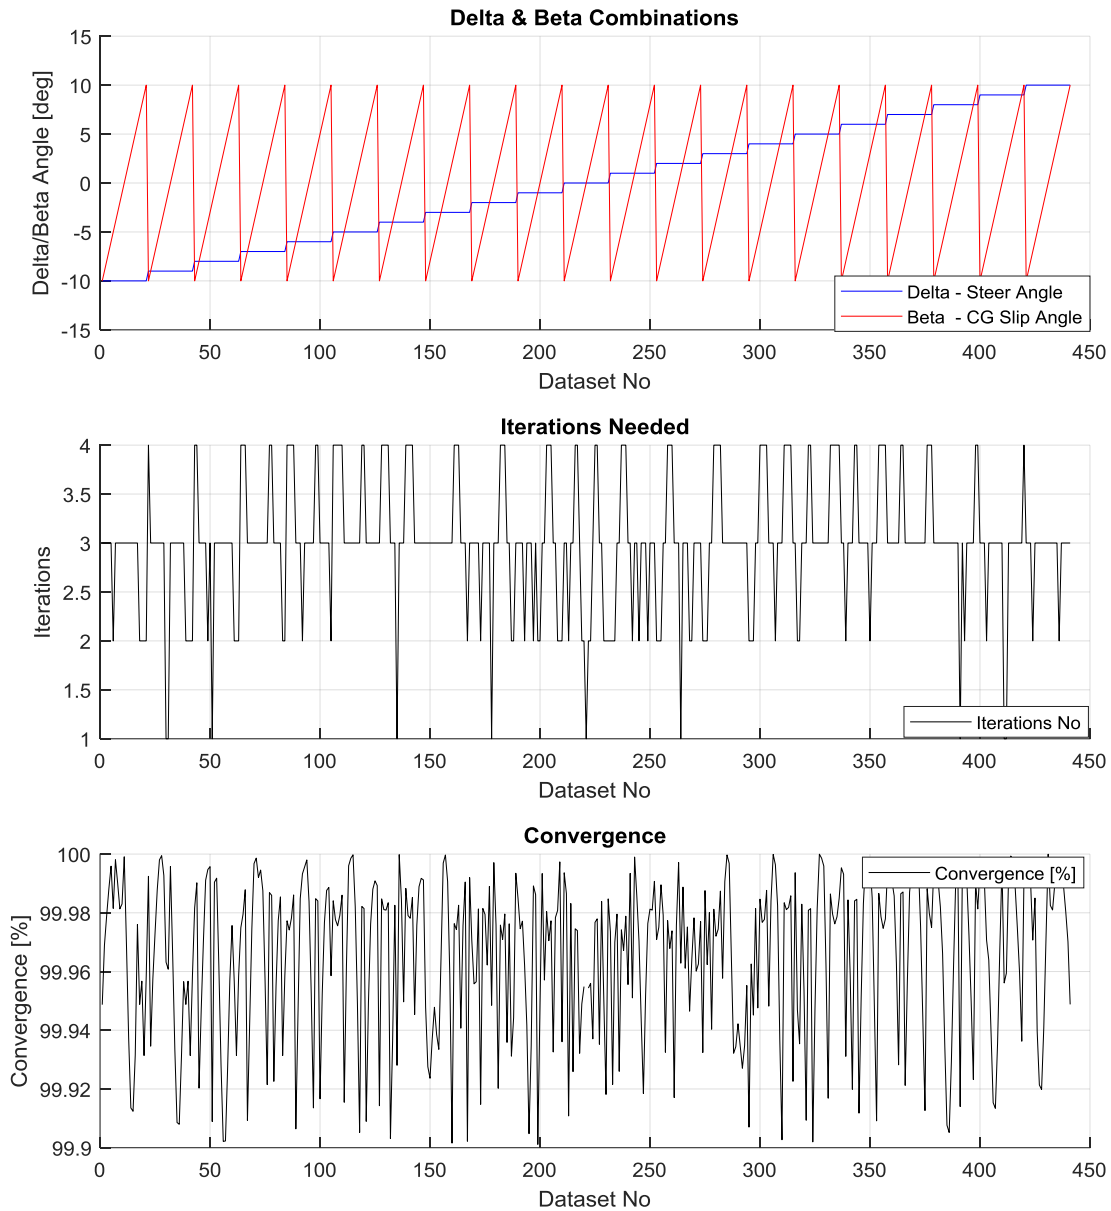 Delta & Beta Combinations
15
10
5
0
-5
-10
-15
Delta/Beta Angle [deg]
Delta - Steer Angle
Beta  - CG Slip Angle
0 50 100 150 200 250 300 350 400 450
Dataset No
Iterations Needed
4
3.5
3
2.5
2
1.5
1
Iterations
Iterations No
0 50 100 150 200 250 300 350 400 450
Dataset No
Convergence
100
99.98
99.96
99.94
99.92
99.9
Convergence [%]
Convergence [%]
0 50 100 150 200 250 300 350 400 450
Dataset No